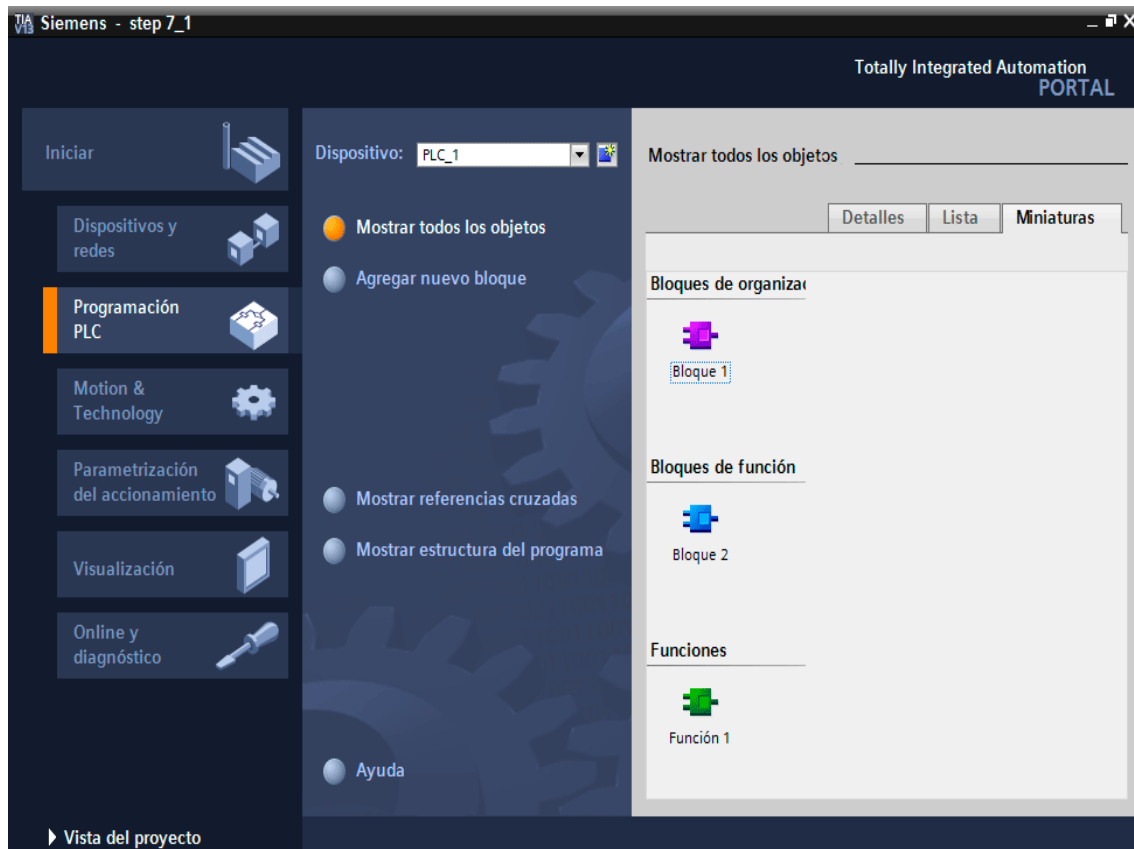 TIA V13 Siemens - step 7_1
Totally Integrated Automation
PORTAL
Iniciar
Dispositivos y
redes
Programación
PLC
Motion &
Technology
Parametrización
del accionamiento
Visualización
Online y
diagnóstico
Vista del proyecto
Dispositivo: PLC_1
Mostrar todos los objetos
Agregar nuevo bloque
Mostrar referencias cruzadas
Mostrar estructura del programa
Ayuda
Mostrar todos los objetos
Detalles Lista Miniaturas
Bloques de organizac
Bloque 1
Bloques de función
Bloque 2
Funciones
Función 1